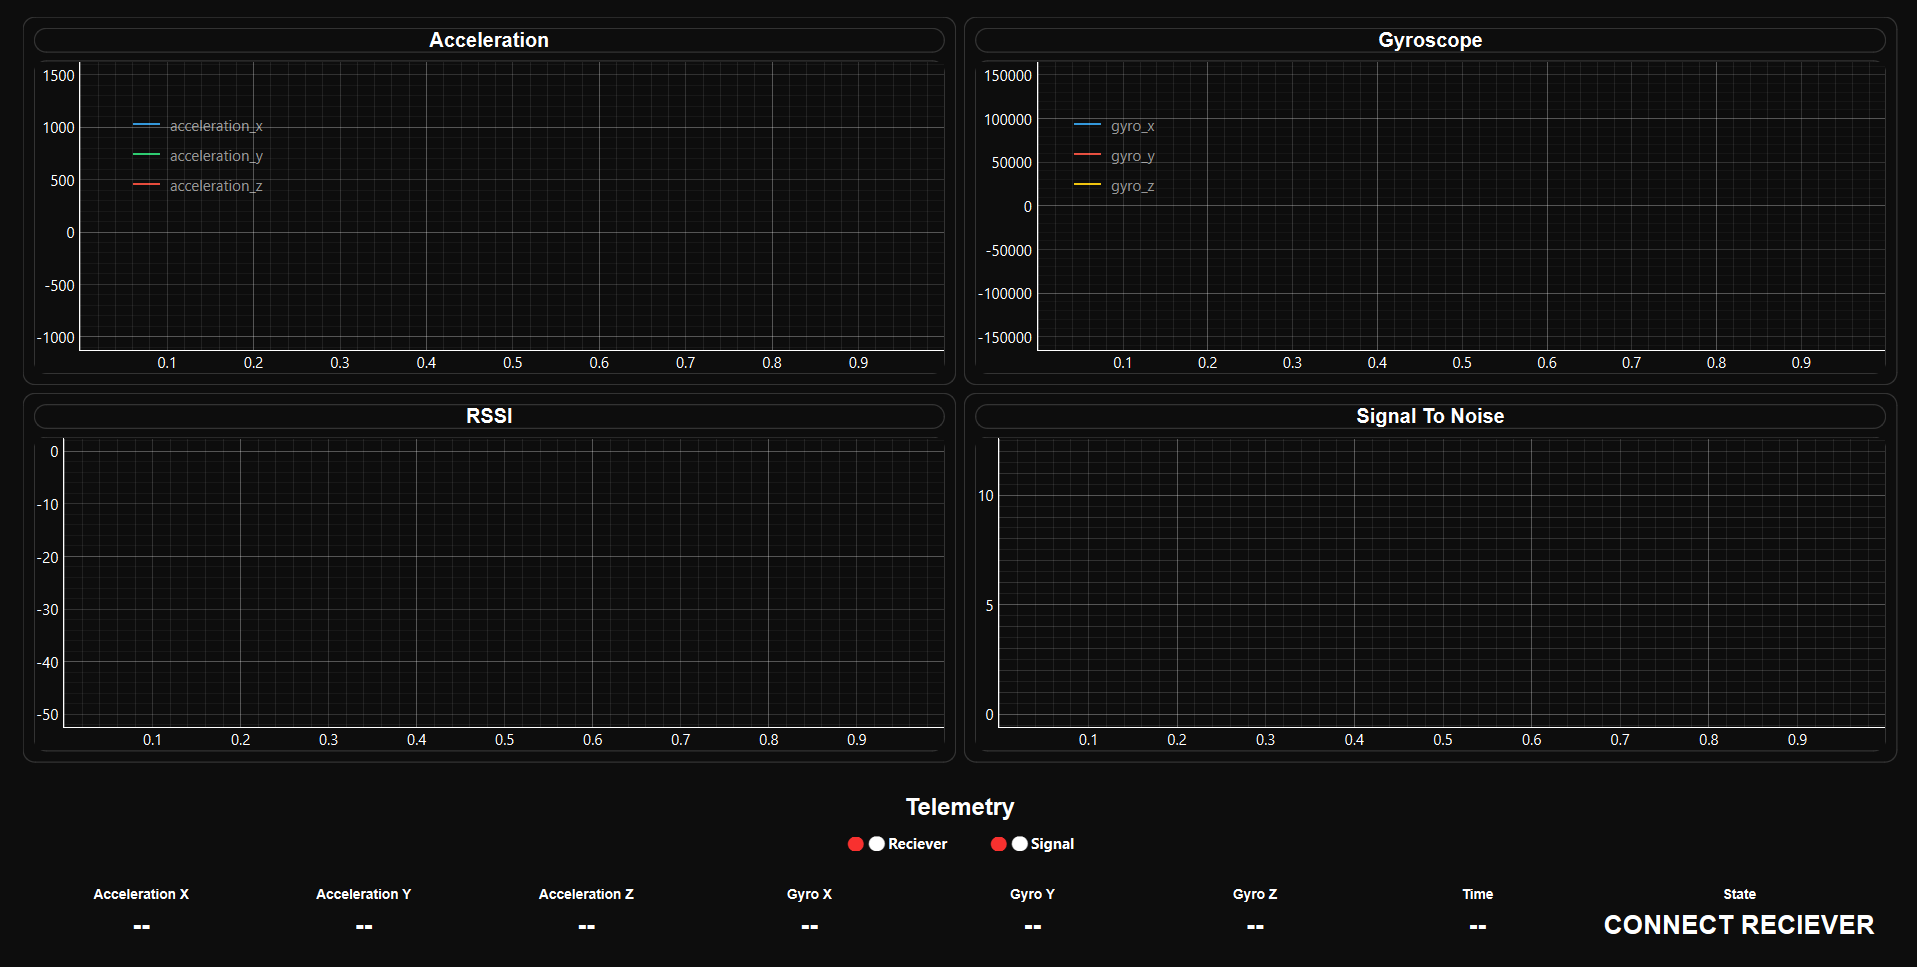 Acceleration
1500
1000
500
0
-500
-1000
acceleration_x
acceleration_y
acceleration_z
0.1 0.2 0.3 0.4 0.5 0.6 0.7 0.8 0.9
Gyroscope
150000
100000
50000
0
-50000
-100000
-150000
gyro_x
gyro_y
gyro_z
0.1 0.2 0.3 0.4 0.5 0.6 0.7 0.8 0.9
RSSI
0
-10
-20
-30
-40
-50
0.1 0.2 0.3 0.4 0.5 0.6 0.7 0.8 0.9
Signal To Noise
10
5
0
0.1 0.2 0.3 0.4 0.5 0.6 0.7 0.8 0.9
Telemetry
Reciever Signal
Acceleration X Acceleration Y Acceleration Z Gyro X Gyro Y Gyro Z Time State
-- -- -- -- -- -- -- CONNECT RECIEVER